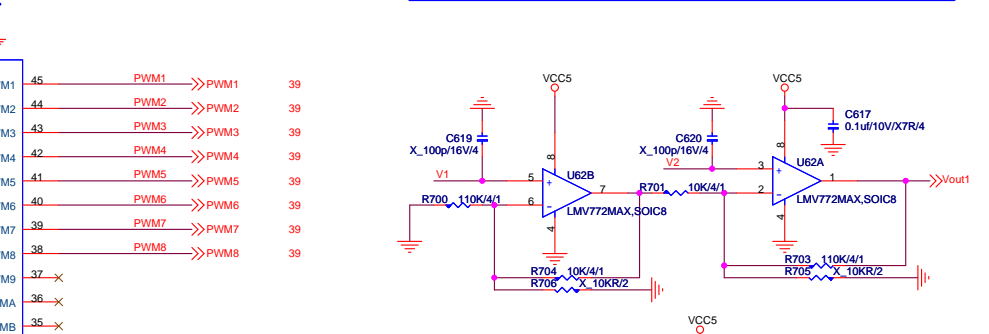 M1 45 PWM1 PWM1 39
M2 44 PWM2 PWM2 39
M3 43 PWM3 PWM3 39
M4 42 PWM4 PWM4 39
M5 41 PWM5 PWM5 39
M6 40 PWM6 PWM6 39
M7 39 PWM7 PWM7 39
M8 38 PWM8 PWM8 39
M9 37
MA 36
MB 35
VCC5
C619
X_100p/16V/4
V1
5
6
7
8
4
+
-
U62B
LMV772MAX,SOIC8
R700 110K/4/1
R704 10K/4/1
R706 X_10KR/2
VCC5
C617
0.1uf/10V/X7R/4
C620
X_100p/16V/4
V2
R701 10K/4/1
3
2
1
8
4
+
-
U62A
LMV772MAX,SOIC8
Vout1
R703 110K/4/1
R705 X_10KR/2
VCC5